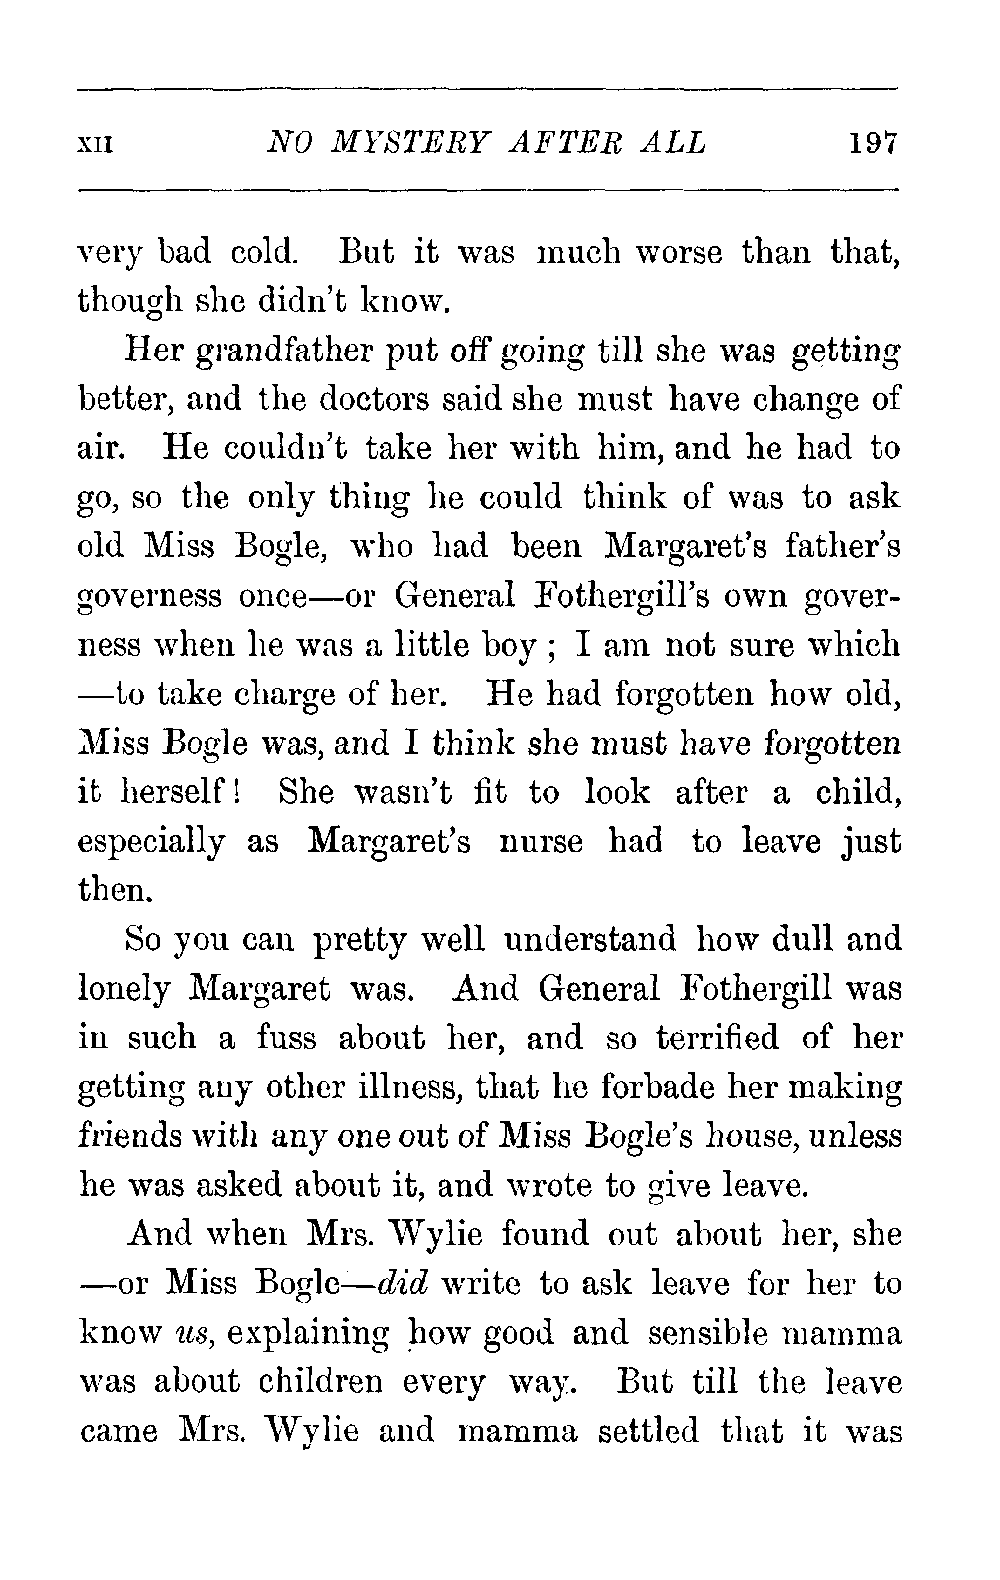 XII NO MYSTERY AFTER ALL 197
very bad cold. But it was much worse than that,
though she didn't know.
Her grandfather put off going till she was getting
better, and the doctors said she must have change of
air. He couldn't take her with him, and he had to
go, so the only thing he could think of was to ask
old Miss Bogle, who had been Margaret's father's
governess once—or General Fothergill's own gover-
ness when he was a little boy ; I am not sure which
—to take charge of her. He had forgotten how old,
Miss Bogle was, and I think she must have forgotten
it herself! She wasn't fit to look after a child,
especially as Margaret's nurse had to leave just
then.
So you can pretty well understand how dull and
lonely Margaret was. And General Fothergill was
in such a fuss about her, and so terrified of her
getting any other illness, that he forbade her making
friends with any one out of Miss Bogle's house, unless
he was asked about it, and wrote to give leave.
And when Mrs. Wylie found out about her, she
—or Miss Bogle—did write to ask leave for her to
know us, explaining how good and sensible mamma
was about children every way. But till the leave
came Mrs. Wylie and mamma settled that it was